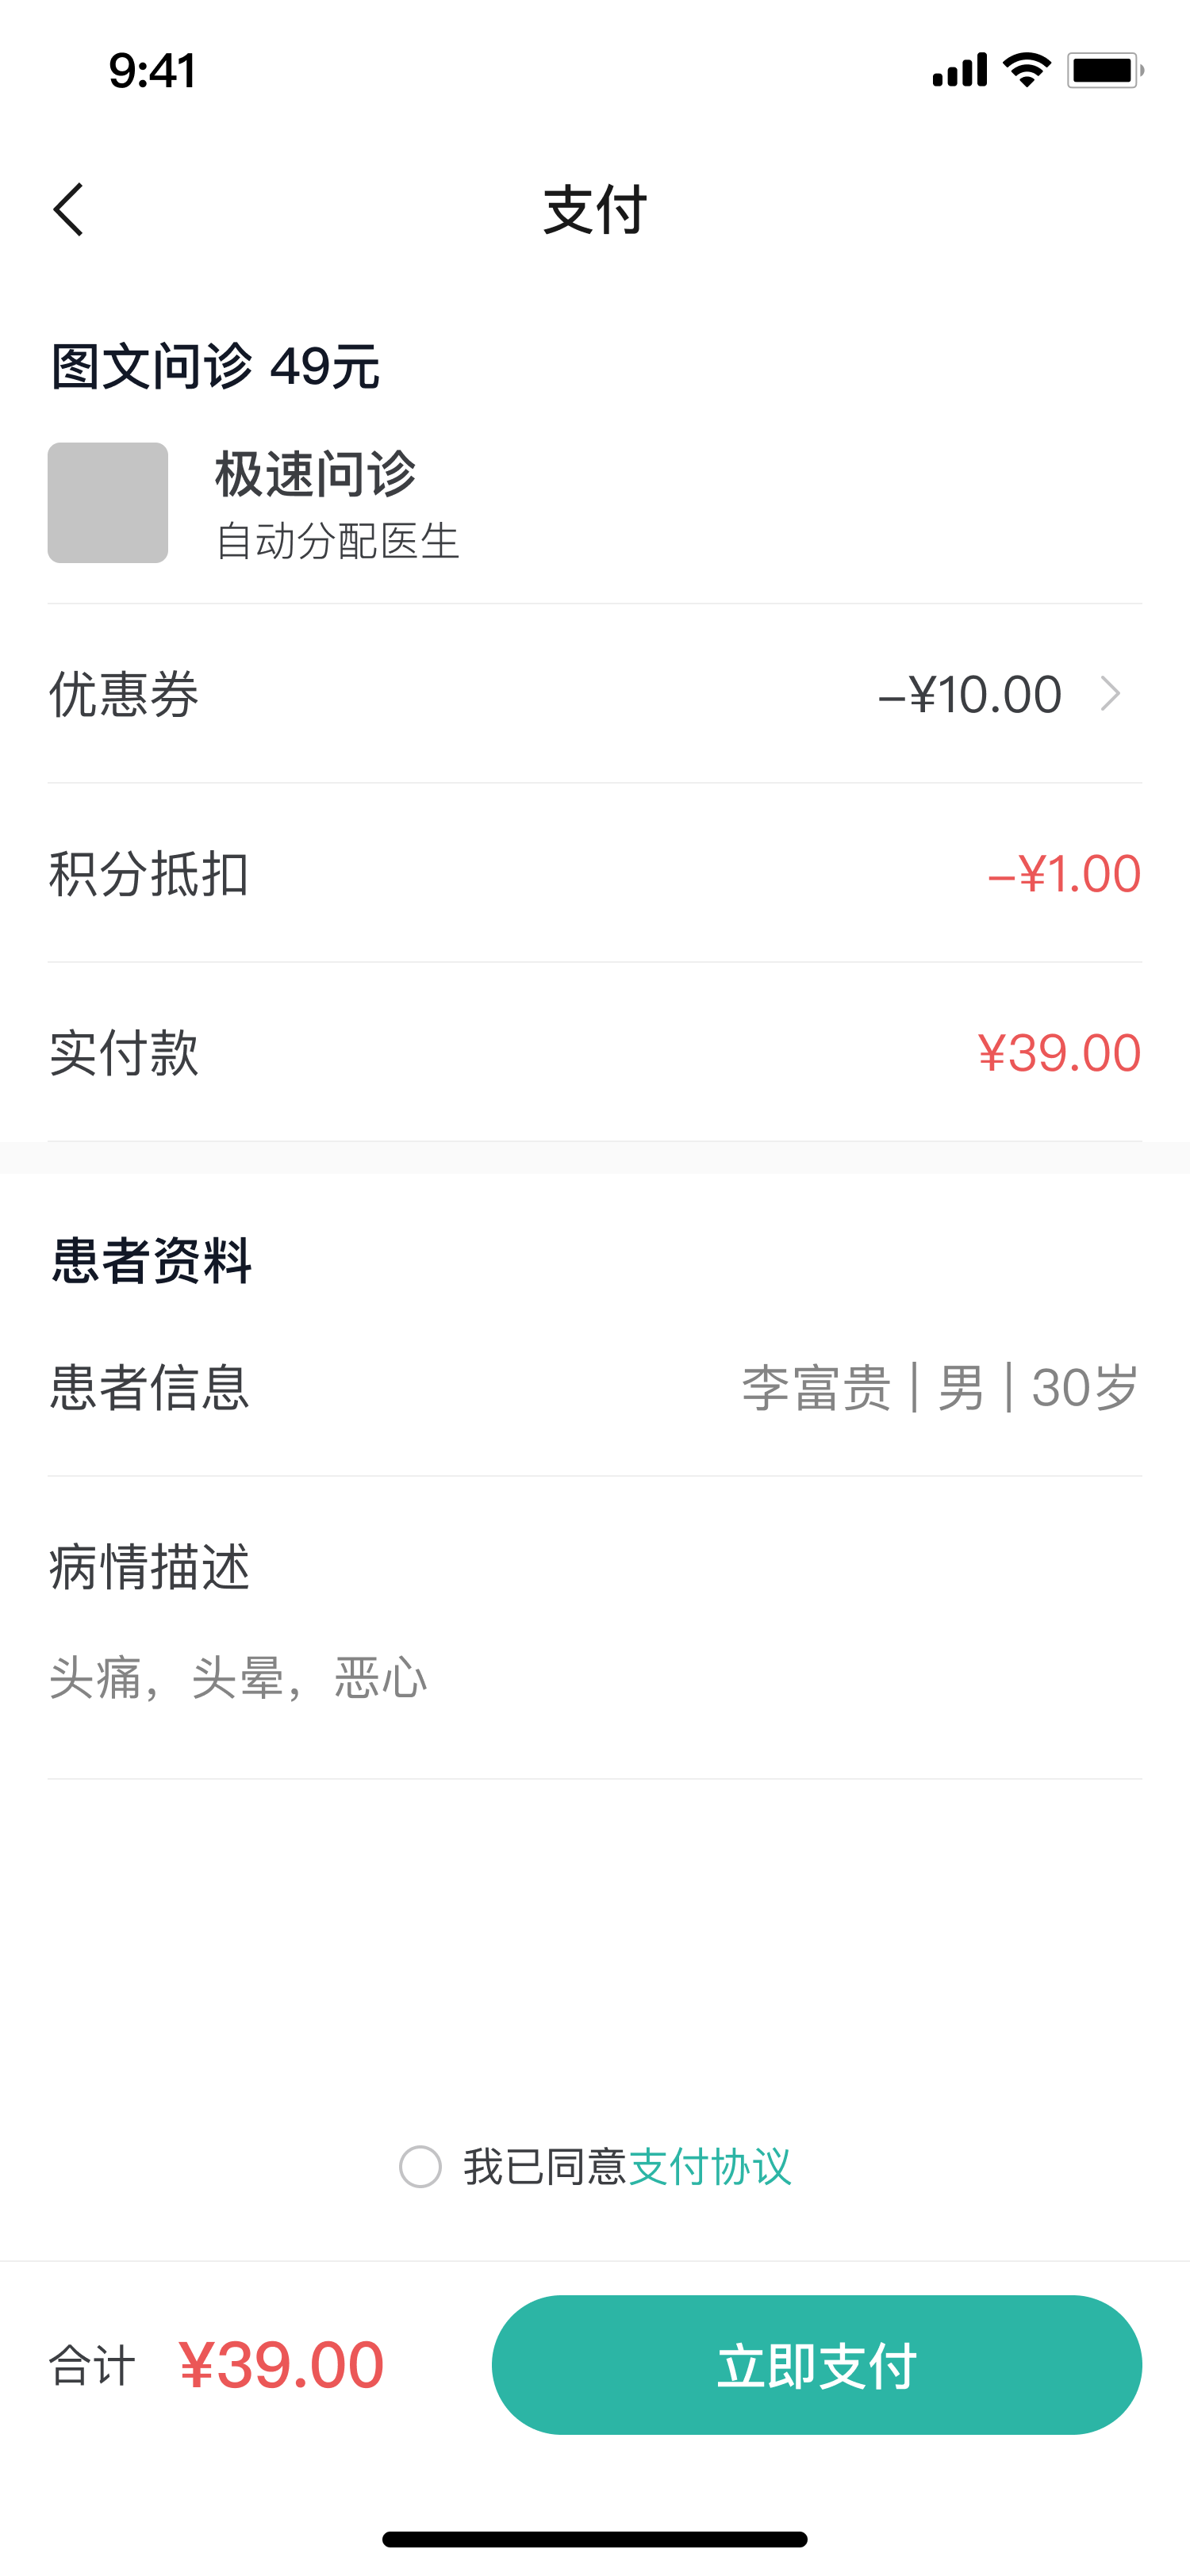 9:41
支付
图文问诊 49元
极速问诊
自动分配医生
优惠券 -¥10.00
积分抵扣 -¥1.00
实付款 ¥39.00
患者资料
患者信息 李富贵 | 男 | 30岁
病情描述
头痛，头晕，恶心
我已同意支付协议
合计 ¥39.00 立即支付